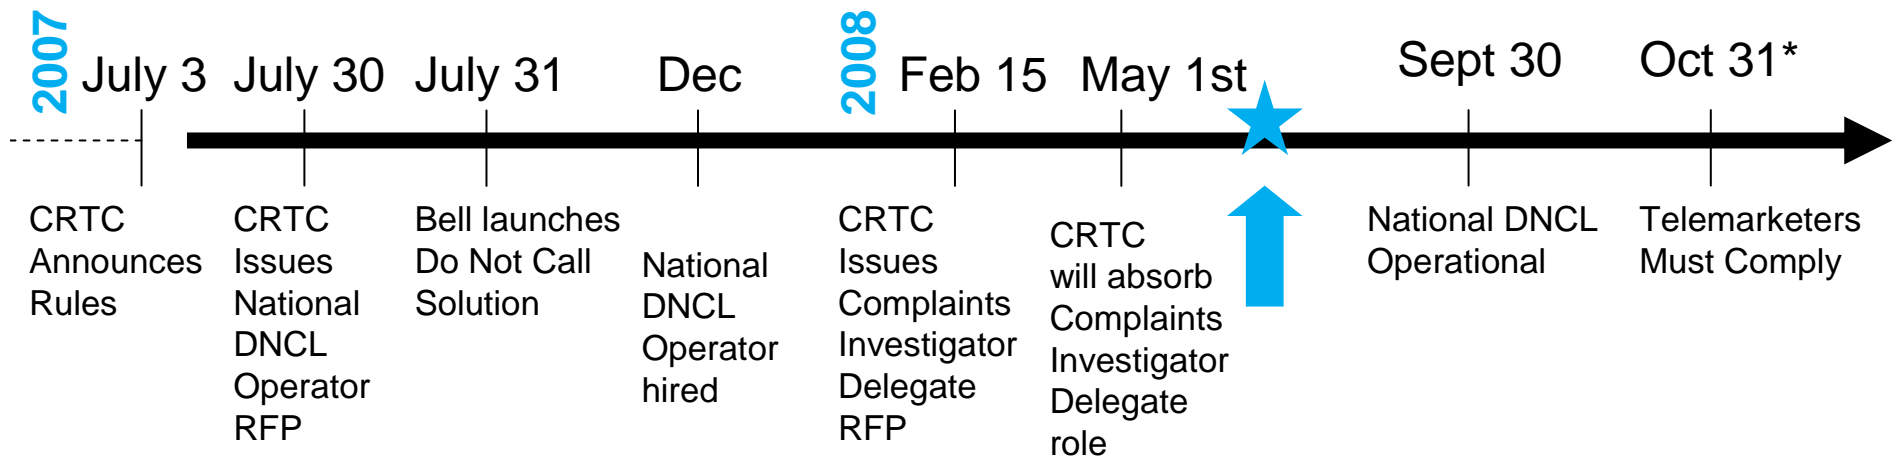 2007
July 3
July 30
July 31
Dec
2008
Feb 15
May 1st
Sept 30
Oct 31*
CRTC
Announces
Rules
CRTC
Issues
National
DNCL
Operator
RFP
Bell launches
Do Not Call
Solution
National
DNCL
Operator
hired
CRTC
Issues
Complaints
Investigator
Delegate
RFP
CRTC
will absorb
Complaints
Investigator
Delegate
role
National DNCL
Operational
Telemarketers
Must Comply